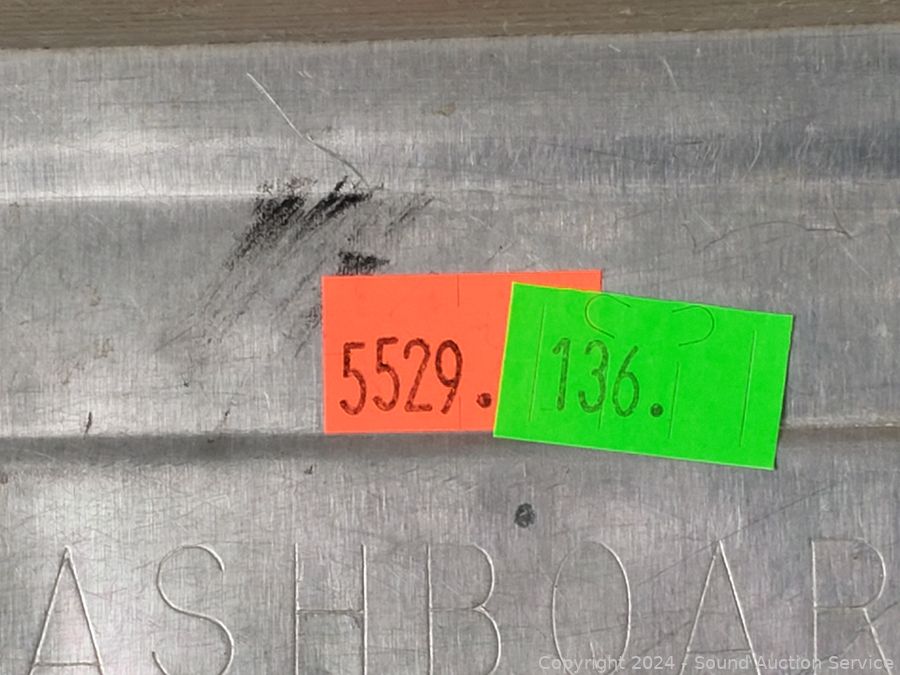 5529.
136.
ASHBOAR
Copyright 2024 - Sound Auction Service